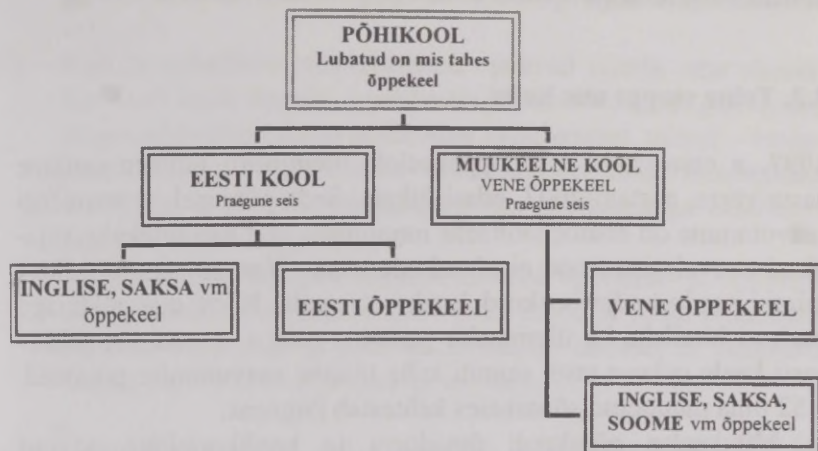 PÕHIKOOL
Lubatud on mis tahes
õppekeel
EESTI KOOL
Praegune seis
MUUKEELNE KOOL
VENE ÕPPEKEEL
Praegune seis
INGLISE, SAKSA vm
õppekeel
EESTI ÕPPEKEEL
VENE ÕPPEKEEL
INGLISE, SAKSA,
SOOME vm õppekeel